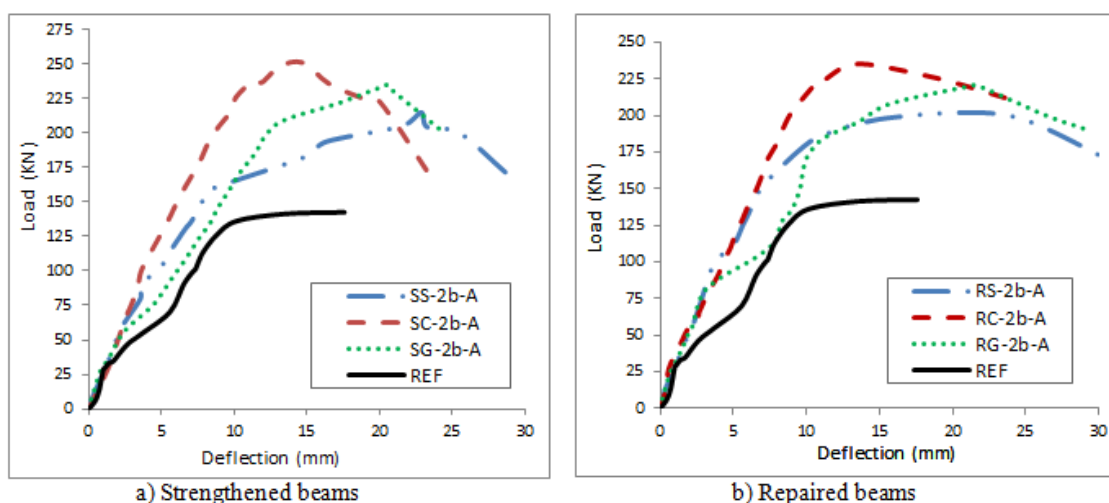 275
250
225
200
175
150
125
100
75
50
25
0
Load (KN)
0 5 10 15 20 25 30
Deflection (mm)
SS-2b-A
SC-2b-A
SG-2b-A
REF
a) Strengthened beams
250
225
200
175
150
125
100
75
50
25
0
Load (KN)
0 5 10 15 20 25 30
Deflection (mm)
RS-2b-A
RC-2b-A
RG-2b-A
REF
b) Repaired beams